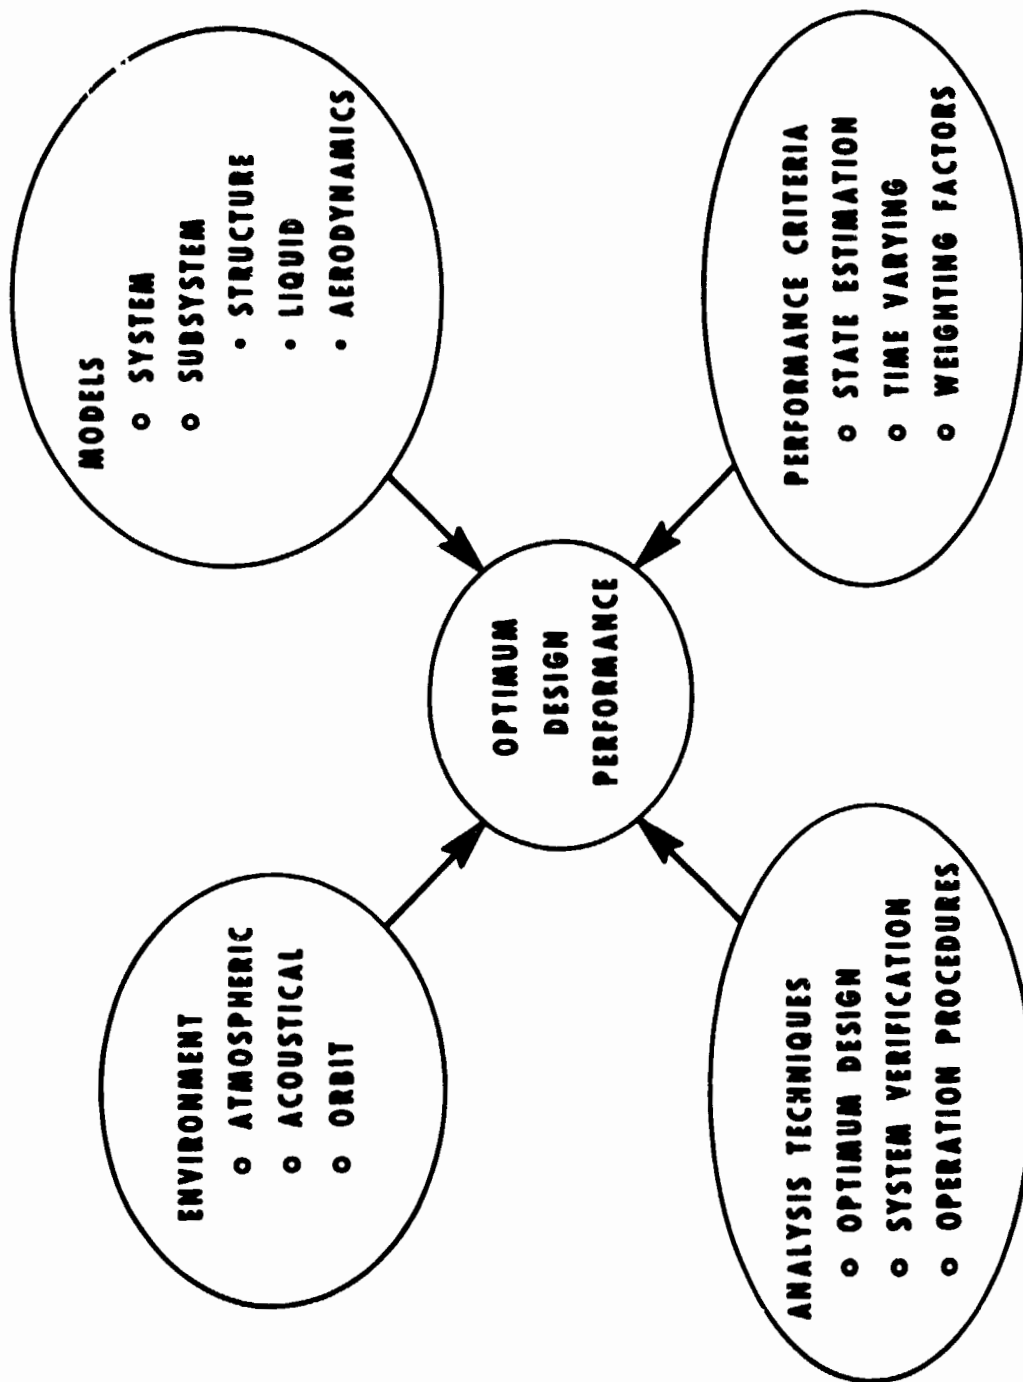 ENVIRONMENT
o ATMOSPHERIC
o ACOUSTICAL
o ORBIT
MODELS
o SYSTEM
o SUBSYSTEM
• STRUCTURE
• LIQUID
• AERODYNAMICS
OPTIMUM
DESIGN
PERFORMANCE
ANALYSIS TECHNIQUES
o OPTIMUM DESIGN
o SYSTEM VERIFICATION
o OPERATION PROCEDURES
PERFORMANCE CRITERIA
o STATE ESTIMATION
o TIME VARYING
o WEIGHTING FACTORS